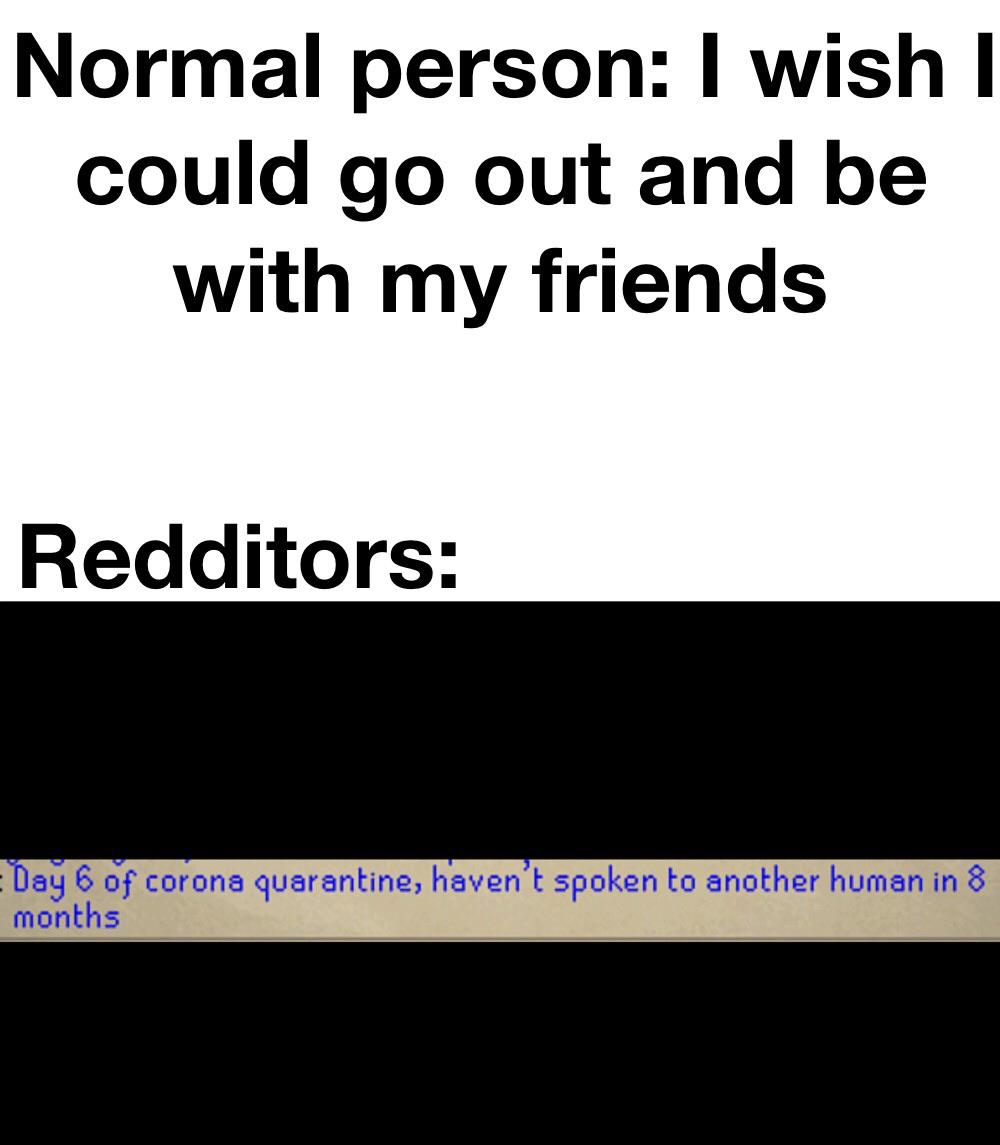 Normal person: I wish I
could go out and be
with my friends
Redditors:
: Day 6 of corona quarantine, haven't spoken to another human in 8
months